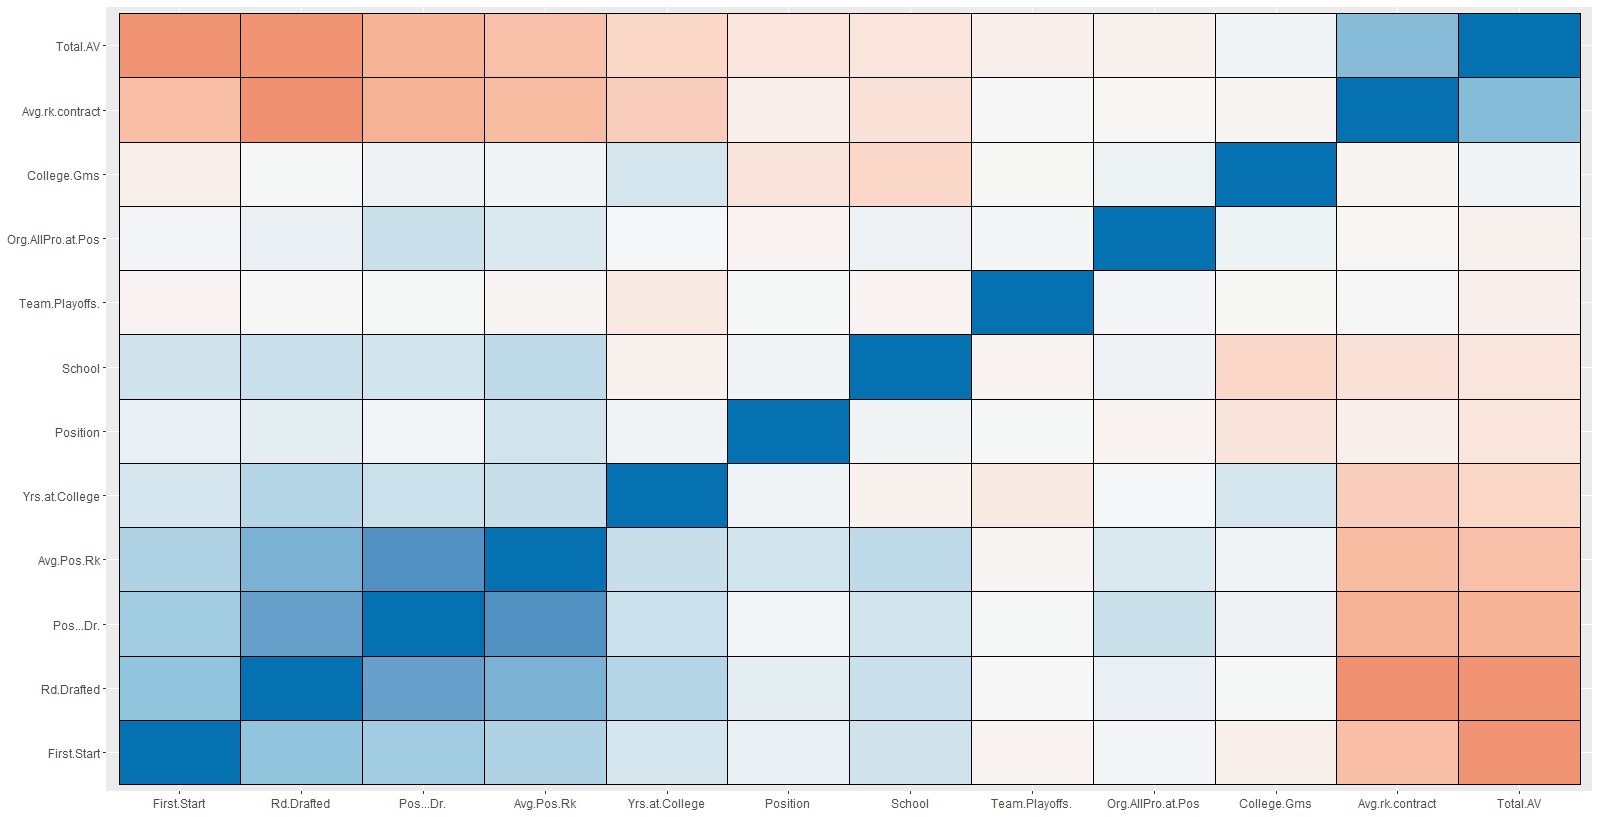 Total.AV
Avg.rk.contract
College.Gms
Org.AllPro.at.Pos
Team.Playoffs.
School
Position
Yrs.at.College
Avg.Pos.Rk
Pos...Dr.
Rd.Drafted
First.Start
First.Start Rd.Drafted Pos...Dr. Avg.Pos.Rk Yrs.at.College Position School Team.Playoffs. Org.AllPro.at.Pos College.Gms Avg.rk.contract Total.AV